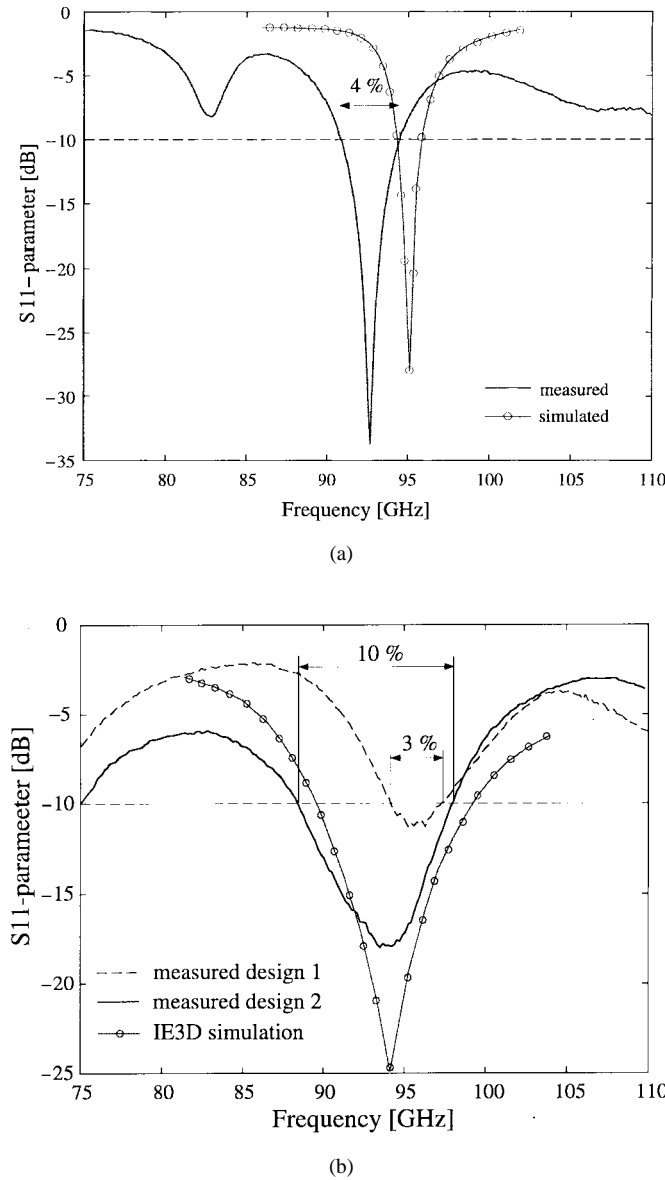 0
−5
−10
−15
−20
−25
−30
−35
S11−parameter [dB]
4 %
measured
simulated
75 80 85 90 95 100 105 110
Frequency [GHz]
(a)
0
−5
−10
−15
−20
−25
S11-parameeter [dB]
10 %
3 %
measured design 1
measured design 2
IE3D simulation
75 80 85 90 95 100 105 110
Frequency [GHz]
(b)